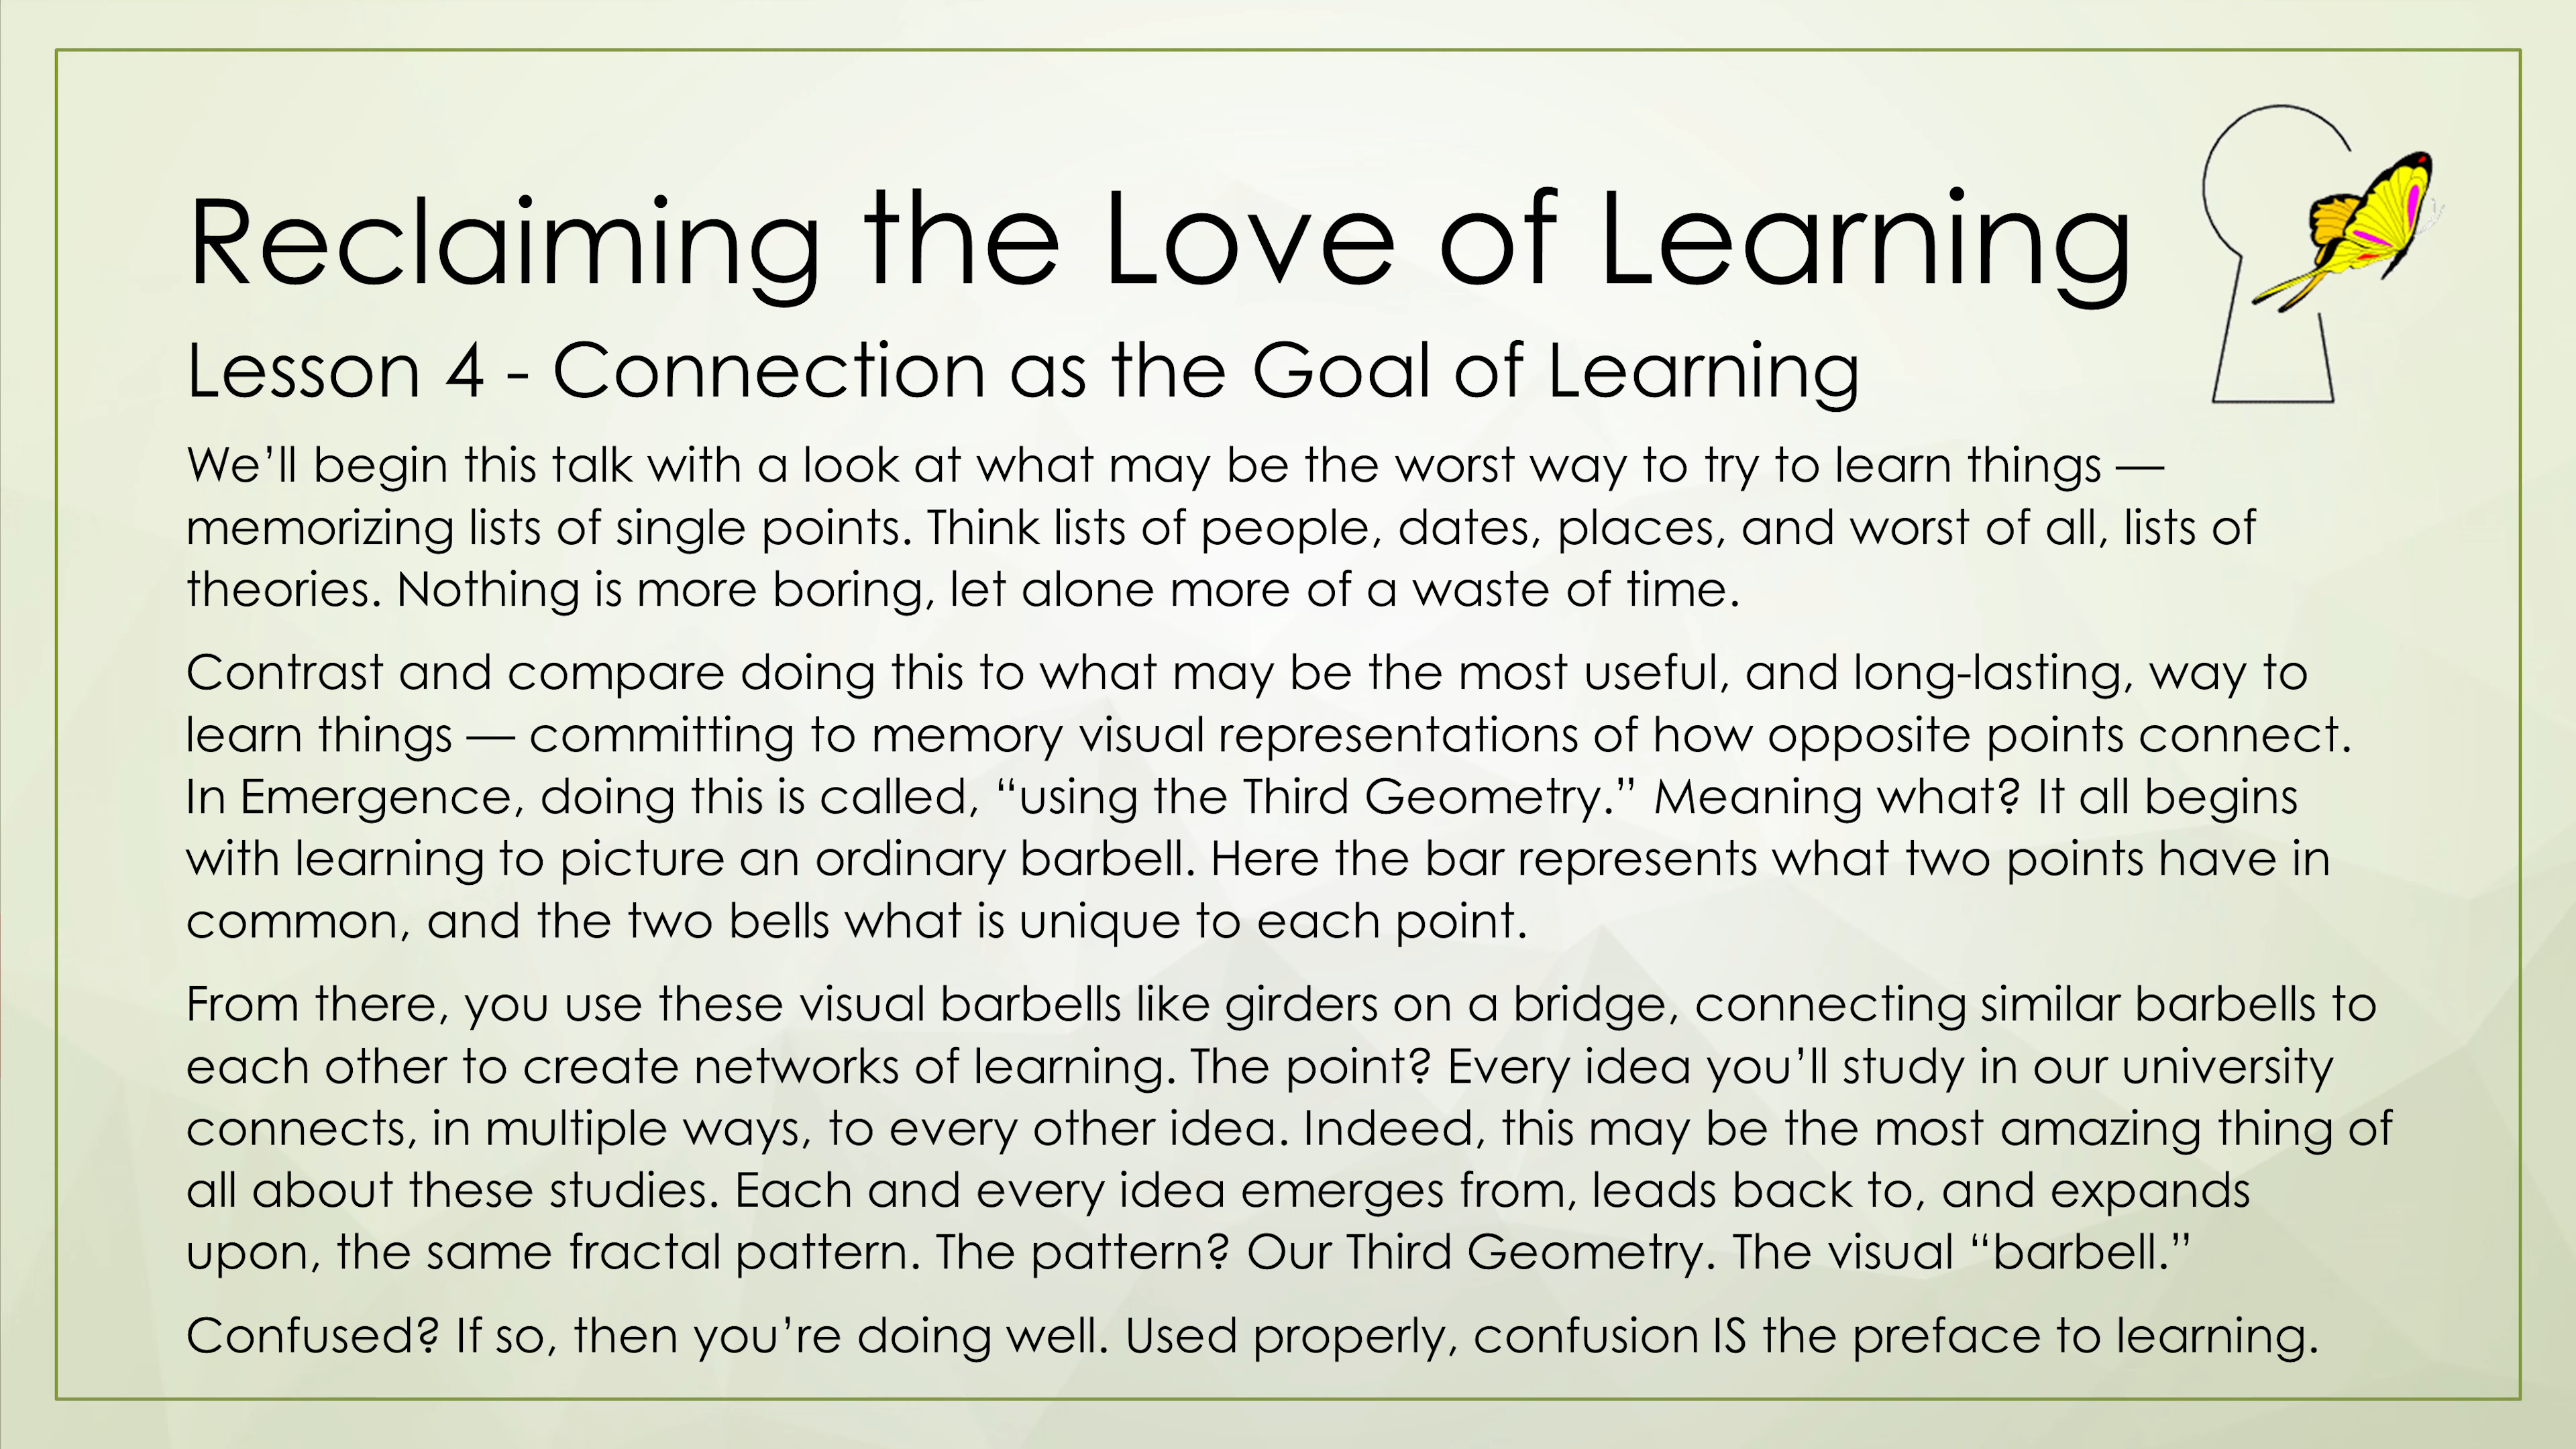 Reclaiming the Love of Learning
Lesson 4 - Connection as the Goal of Learning
We’ll begin this talk with a look at what may be the worst way to try to learn things —
memorizing lists of single points. Think lists of people, dates, places, and worst of all, lists of
theories. Nothing is more boring, let alone more of a waste of time.
Contrast and compare doing this to what may be the most useful, and long-lasting, way to
learn things — committing to memory visual representations of how opposite points connect.
In Emergence, doing this is called, “using the Third Geometry.” Meaning what? It all begins
with learning to picture an ordinary barbell. Here the bar represents what two points have in
common, and the two bells what is unique to each point.
From there, you use these visual barbells like girders on a bridge, connecting similar barbells to
each other to create networks of learning. The point? Every idea you’ll study in our university
connects, in multiple ways, to every other idea. Indeed, this may be the most amazing thing of
all about these studies. Each and every idea emerges from, leads back to, and expands
upon, the same fractal pattern. The pattern? Our Third Geometry. The visual “barbell.”
Confused? If so, then you’re doing well. Used properly, confusion IS the preface to learning.